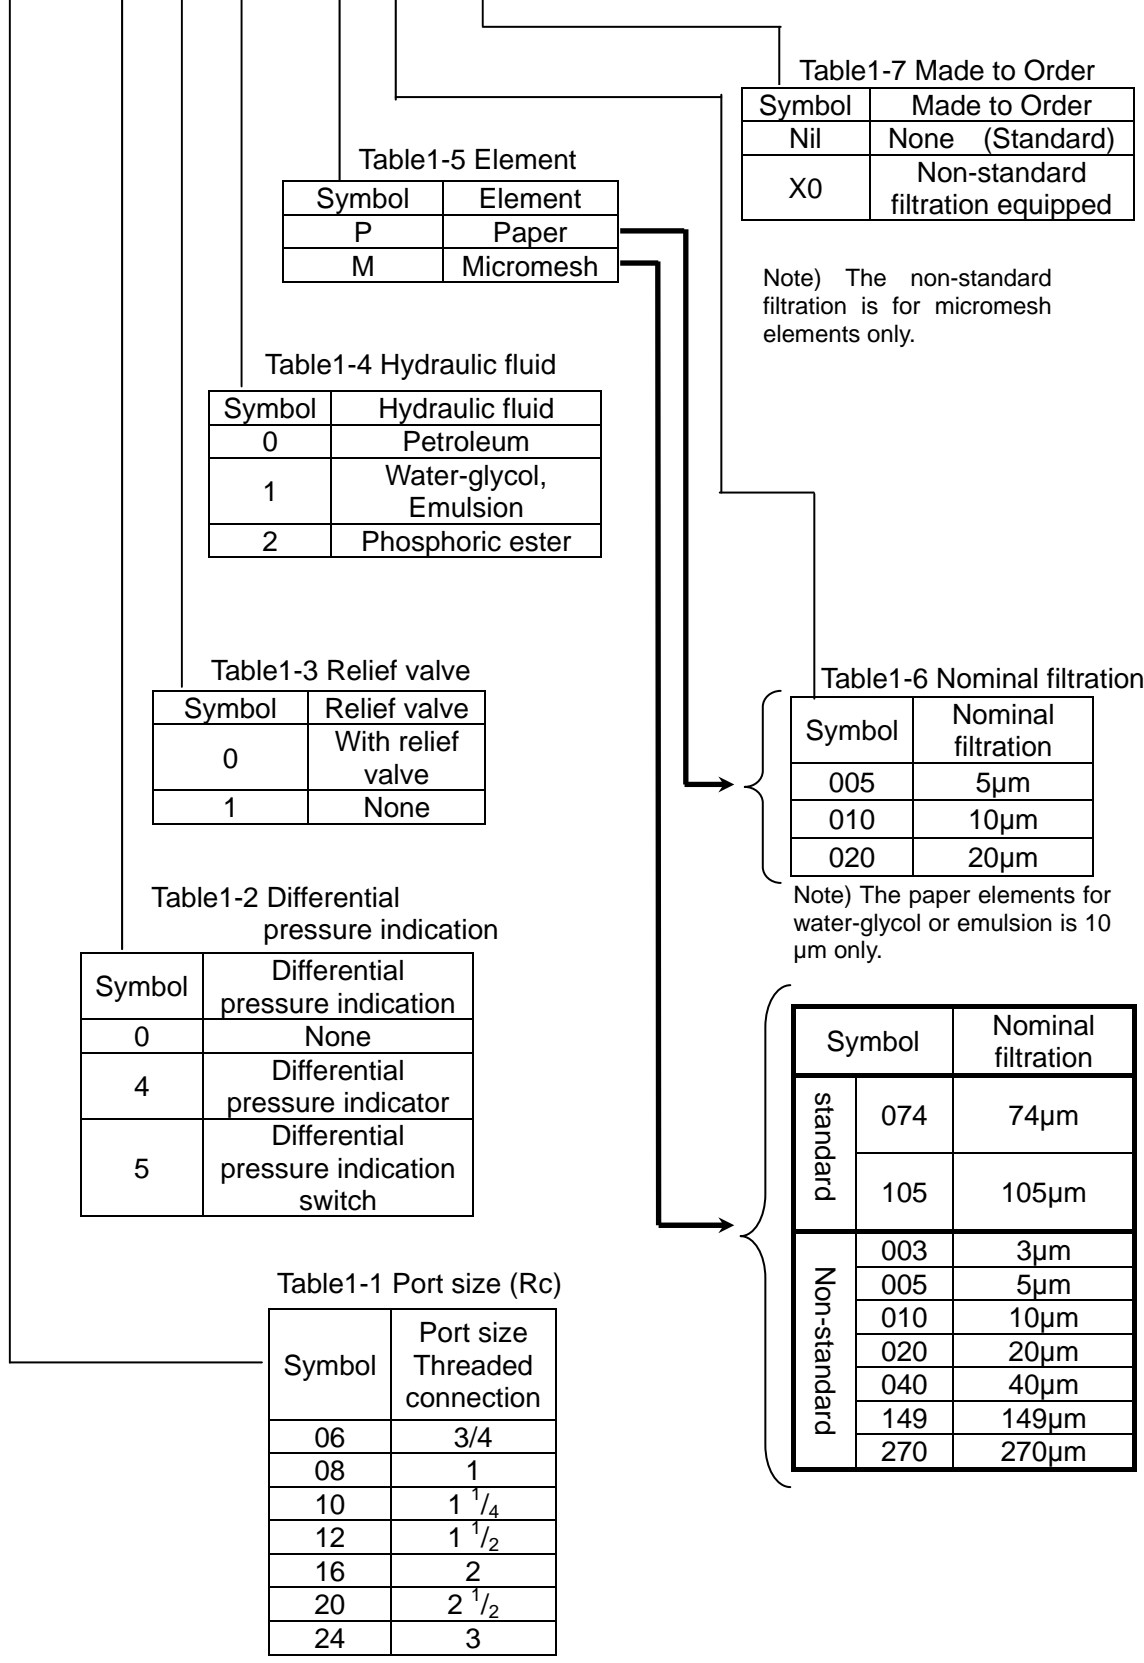 Table1-7 Made to Order
Symbol Made to Order
Nil None (Standard)
X0 Non-standard
filtration equipped
Note) The non-standard
filtration is for micromesh
elements only.
Table1-5 Element
Symbol Element
P Paper
M Micromesh
Table1-4 Hydraulic fluid
Symbol Hydraulic fluid
0 Petroleum
1 Water-glycol,
Emulsion
2 Phosphoric ester
Table1-3 Relief valve
Symbol Relief valve
0 With relief
valve
1 None
Table1-6 Nominal filtration
Symbol Nominal
filtration
005 5µm
010 10µm
020 20µm
Note) The paper elements for
water-glycol or emulsion is 10
µm only.
Table1-2 Differential
pressure indication
Symbol Differential
pressure indication
0 None
4 Differential
pressure indicator
5 Differential
pressure indication
switch
Symbol Nominal
filtration
standard
074 74µm
105 105µm
Non-standard
003 3µm
005 5µm
010 10µm
020 20µm
040 40µm
149 149µm
270 270µm
Table1-1 Port size (Rc)
Symbol Port size
Threaded
connection
06 3/4
08 1
10 1 1/4
12 1 1/2
16 2
20 2 1/2
24 3